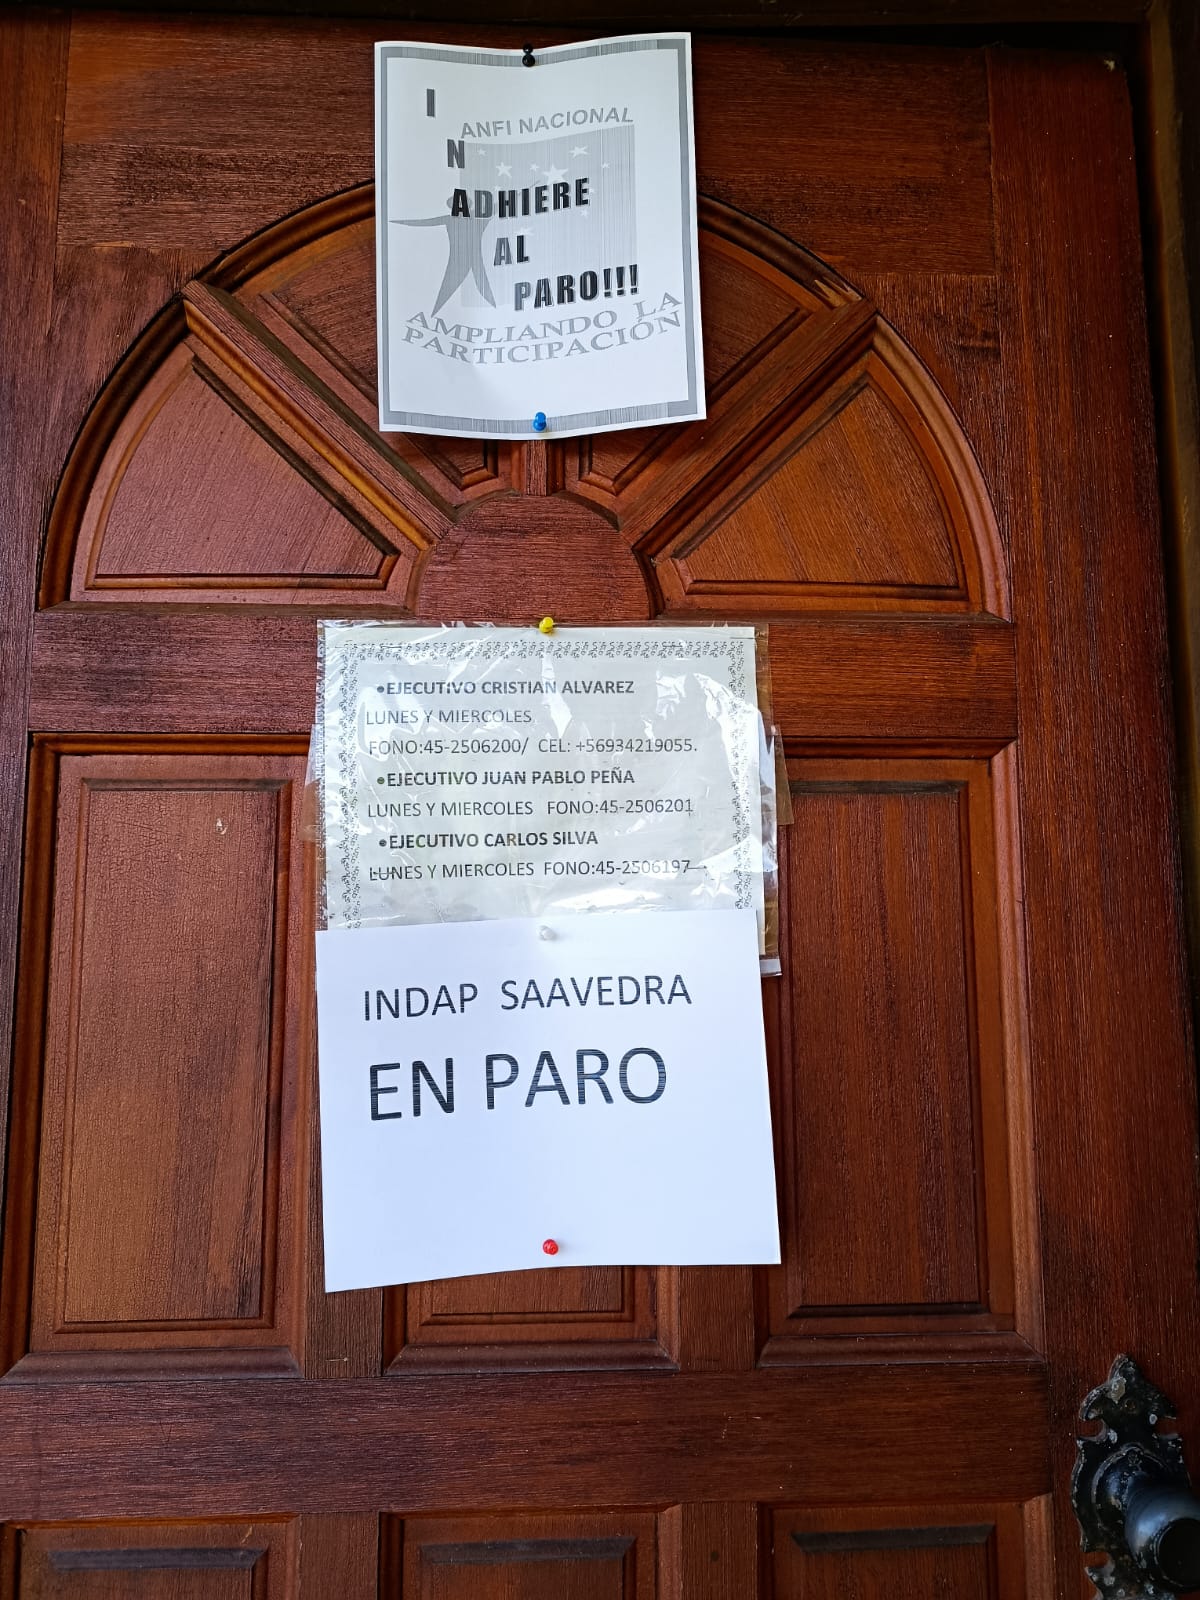 I
ANFI NACIONAL
N
ADHIERE
AL
PARO!!!
AMPLIANDO LA
PARTICIPACIÓN
•EJECUTIVO CRISTIAN ALVAREZ
LUNES Y MIERCOLES
FONO:45-2506200/ CEL: +56934219055.
•EJECUTIVO JUAN PABLO PEÑA
LUNES Y MIERCOLES FONO:45-2506201
•EJECUTIVO CARLOS SILVA
LUNES Y MIERCOLES FONO:45-2506197
INDAP SAAVEDRA
EN PARO